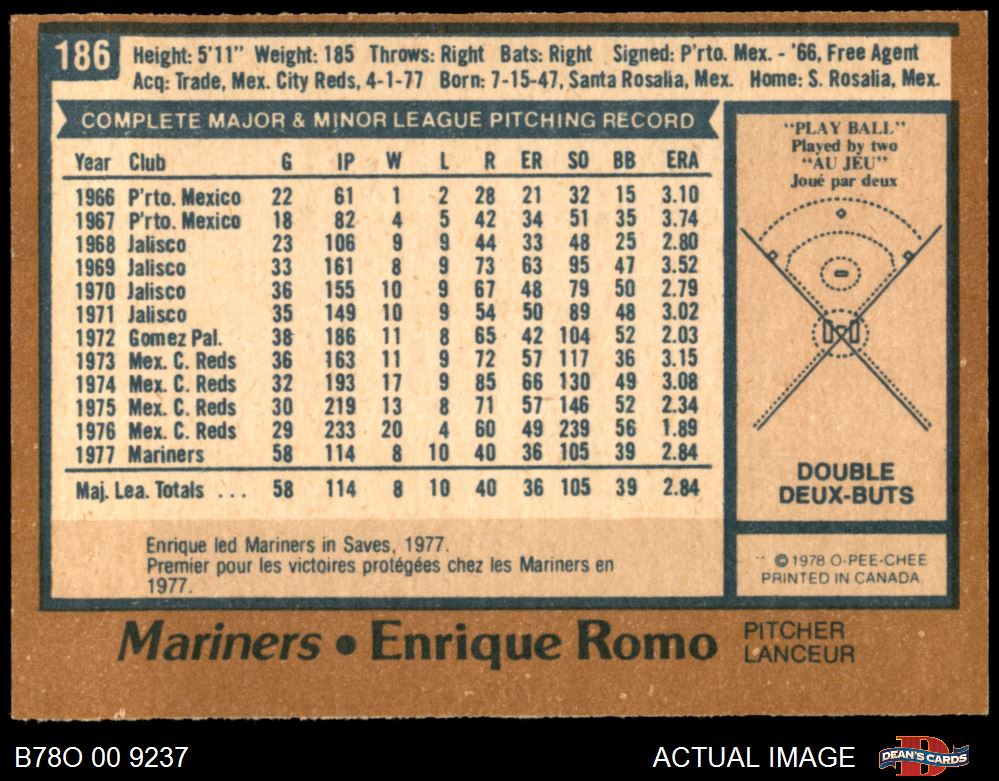 186
Height: 5'11" Weight: 185 Throws: Right Bats: Right Signed: P'rto. Mex. - '66, Free Agent
Acq: Trade, Mex. City Reds, 4-1-77 Born: 7-15-47, Santa Rosalia, Mex. Home: S. Rosalia, Mex.
COMPLETE MAJOR & MINOR LEAGUE PITCHING RECORD
Year Club G IP W L R ER SO BB ERA
1966 P'rto. Mexico 22 61 1 2 28 21 32 15 3.10
1967 P'rto. Mexico 18 82 4 5 42 34 51 35 3.74
1968 Jalisco 23 106 9 9 44 33 48 25 2.80
1969 Jalisco 33 161 8 9 73 63 95 47 3.52
1970 Jalisco 36 155 10 9 67 48 79 50 2.79
1971 Jalisco 35 149 10 9 54 50 89 48 3.02
1972 Gomez Pal. 38 186 11 8 65 42 104 52 2.03
1973 Mex. C. Reds 36 163 11 9 72 57 117 36 3.15
1974 Mex. C. Reds 32 193 17 9 85 66 130 49 3.08
1975 Mex. C. Reds 30 219 13 8 71 57 146 52 2.34
1976 Mex. C. Reds 29 233 20 4 60 49 239 56 1.89
1977 Mariners 58 114 8 10 40 36 105 39 2.84
Maj. Lea. Totals ... 58 114 8 10 40 36 105 39 2.84
Enrique led Mariners in Saves, 1977.
Premier pour les victoires protégées chez les Mariners en
1977.
"PLAY BALL"
Played by two
"AU JEU"
Joué par deux
DOUBLE
DEUX-BUTS
© 1978 O-PEE-CHEE
PRINTED IN CANADA
Mariners • Enrique Romo
PITCHER
LANCEUR
B78O 00 9237
ACTUAL IMAGE
DEAN'S CARDS